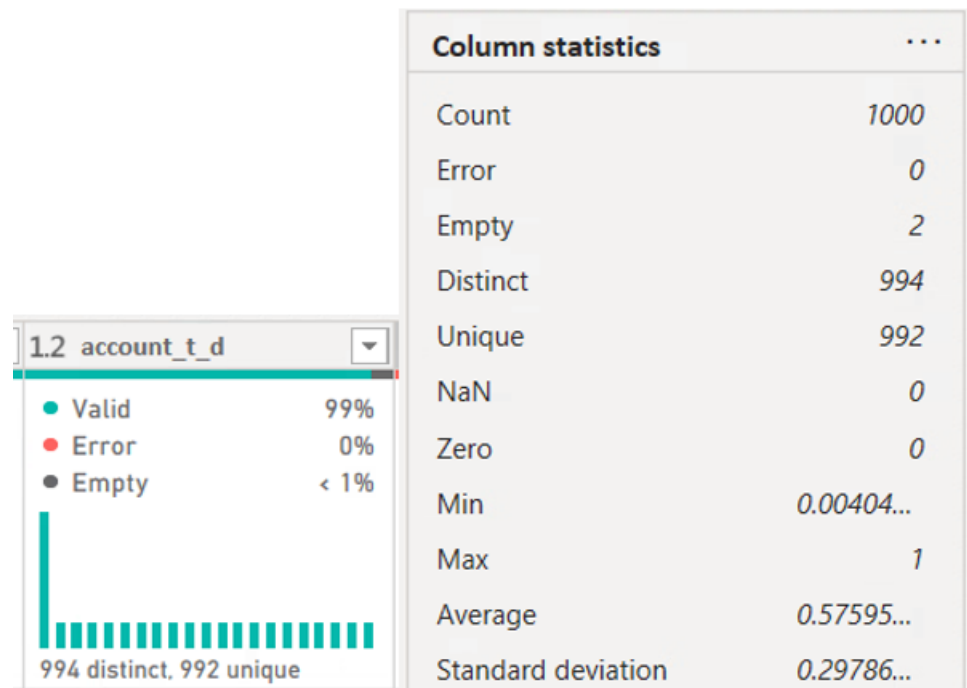 Column statistics ...
Count 1000
Error 0
Empty 2
Distinct 994
Unique 992
NaN 0
Zero 0
Min 0.00404...
Max 1
Average 0.57595...
Standard deviation 0.29786...
1.2 account_t_d
Valid 99%
Error 0%
Empty < 1%
994 distinct, 992 unique